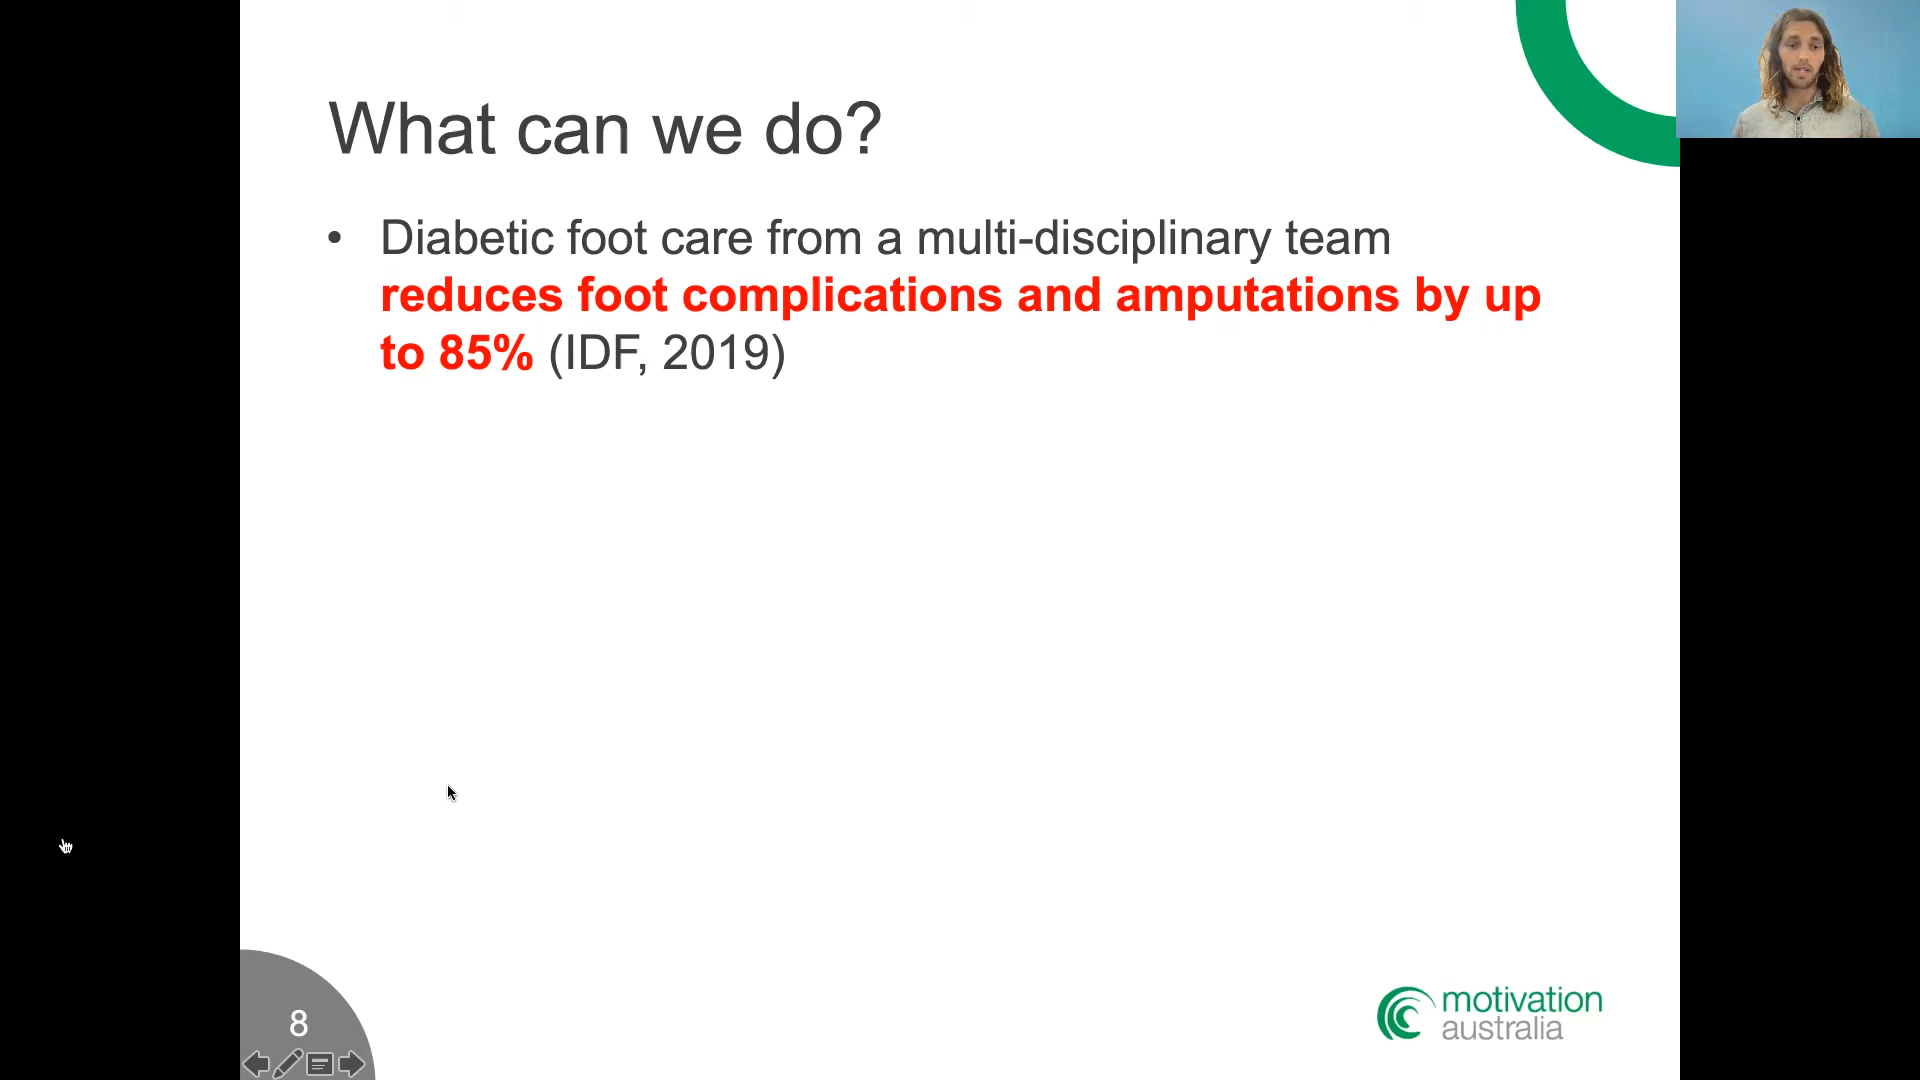 What can we do?
• Diabetic foot care from a multi-disciplinary team
reduces foot complications and amputations by up
to 85% (IDF, 2019)
8
motivation
australia